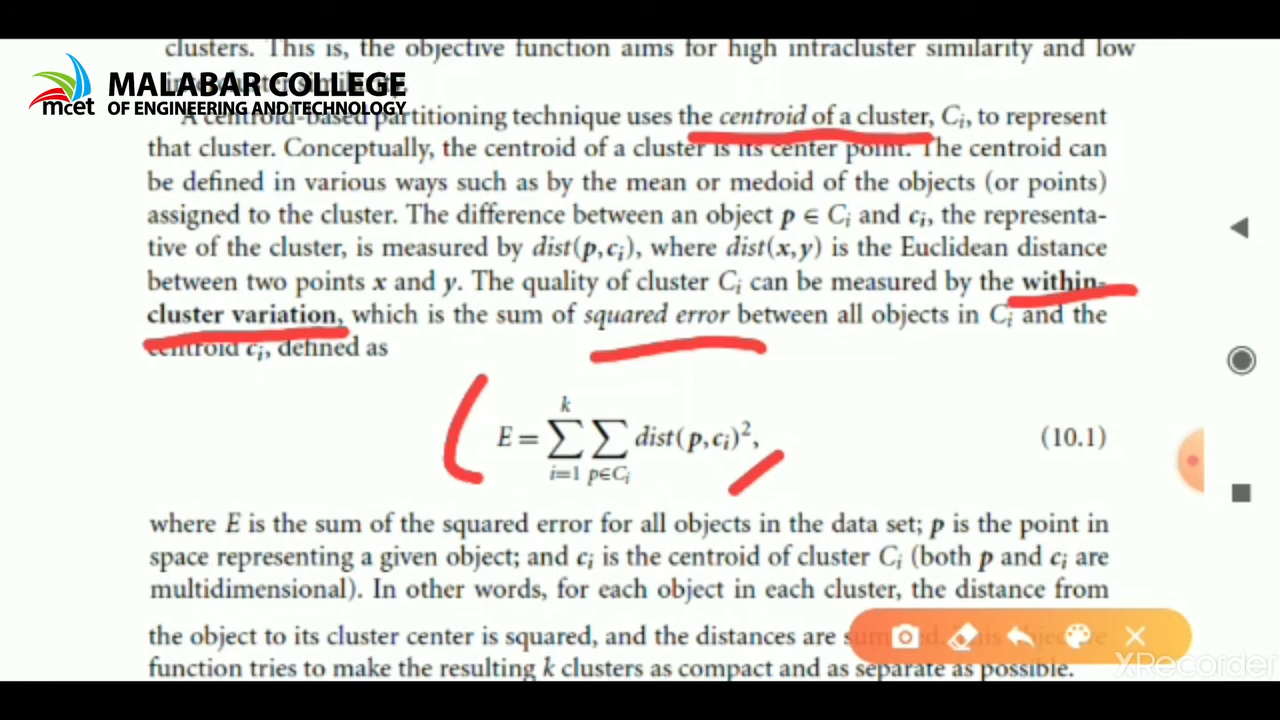 clusters. This is, the objective function aims for high intracluster similarity and low
MALABAR COLLEGE
OF ENGINEERING AND TECHNOLOGY
mcet
A centroid-based partitioning technique uses the centroid of a cluster, Ci, to represent
that cluster. Conceptually, the centroid of a cluster is its center point. The centroid can
be defined in various ways such as by the mean or medoid of the objects (or points)
assigned to the cluster. The difference between an object p ∈ Ci and ci, the representa-
tive of the cluster, is measured by dist(p, ci), where dist(x, y) is the Euclidean distance
between two points x and y. The quality of cluster Ci can be measured by the within-
cluster variation, which is the sum of squared error between all objects in Ci and the
centroid ci, defined as
E = ∑_{i=1}^{k} ∑_{p∈Ci} dist(p, ci)², (10.1)
where E is the sum of the squared error for all objects in the data set; p is the point in
space representing a given object; and ci is the centroid of cluster Ci (both p and ci are
multidimensional). In other words, for each object in each cluster, the distance from
the object to its cluster center is squared, and the distances are
function tries to make the resulting k clusters as compact and as separate as possible.
XRecorder